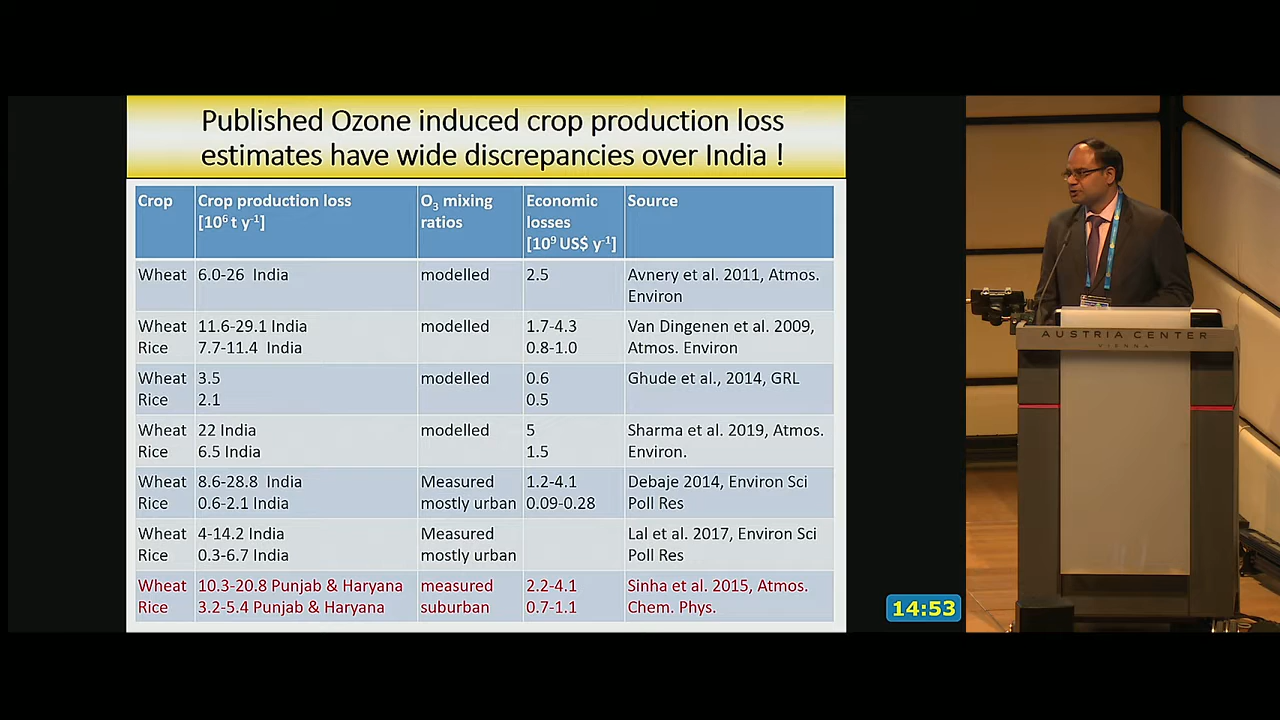 Published Ozone induced crop production loss
estimates have wide discrepancies over India !
Crop Crop production loss [10⁶ t y⁻¹] O₃ mixing ratios Economic losses [10⁹ US$ y⁻¹] Source
Wheat 6.0-26 India modelled 2.5 Avnery et al. 2011, Atmos.
Environ
Wheat 11.6-29.1 India modelled 1.7-4.3 Van Dingenen et al. 2009,
Rice 7.7-11.4 India 0.8-1.0 Atmos. Environ
Wheat 3.5 modelled 0.6 Ghude et al., 2014, GRL
Rice 2.1 0.5
Wheat 22 India modelled 5 Sharma et al. 2019, Atmos.
Rice 6.5 India 1.5 Environ.
Wheat 8.6-28.8 India Measured 1.2-4.1 Debaje 2014, Environ Sci
Rice 0.6-2.1 India mostly urban 0.09-0.28 Poll Res
Wheat 4-14.2 India Measured Lal et al. 2017, Environ Sci
Rice 0.3-6.7 India mostly urban Poll Res
Wheat 10.3-20.8 Punjab & Haryana measured 2.2-4.1 Sinha et al. 2015, Atmos.
Rice 3.2-5.4 Punjab & Haryana suburban 0.7-1.1 Chem. Phys.
14:53
AUSTRIA CENTER
VIENNA